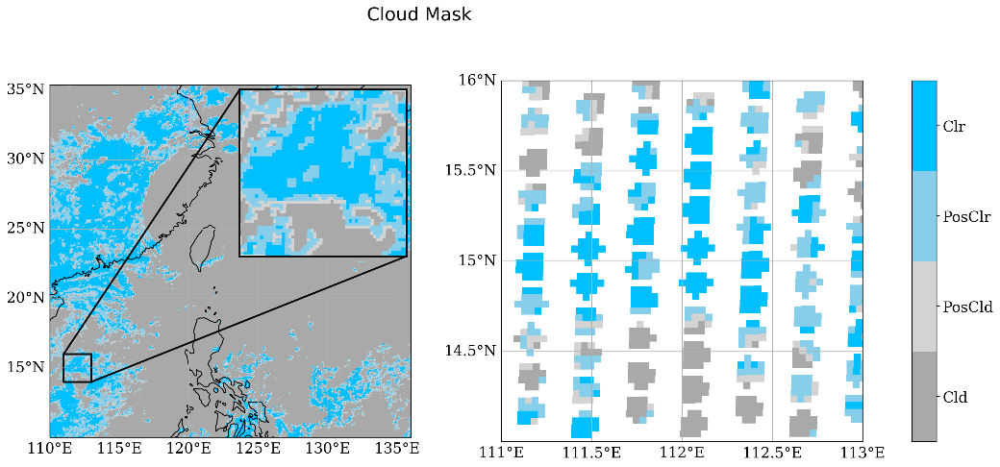 Cloud Mask
35°N
30°N
25°N
20°N
15°N
110°E 115°E 120°E 125°E 130°E 135°E
16°N
15.5°N
15°N
14.5°N
111°E 111.5°E 112°E 112.5°E 113°E
Clr
PosClr
PosCld
Cld